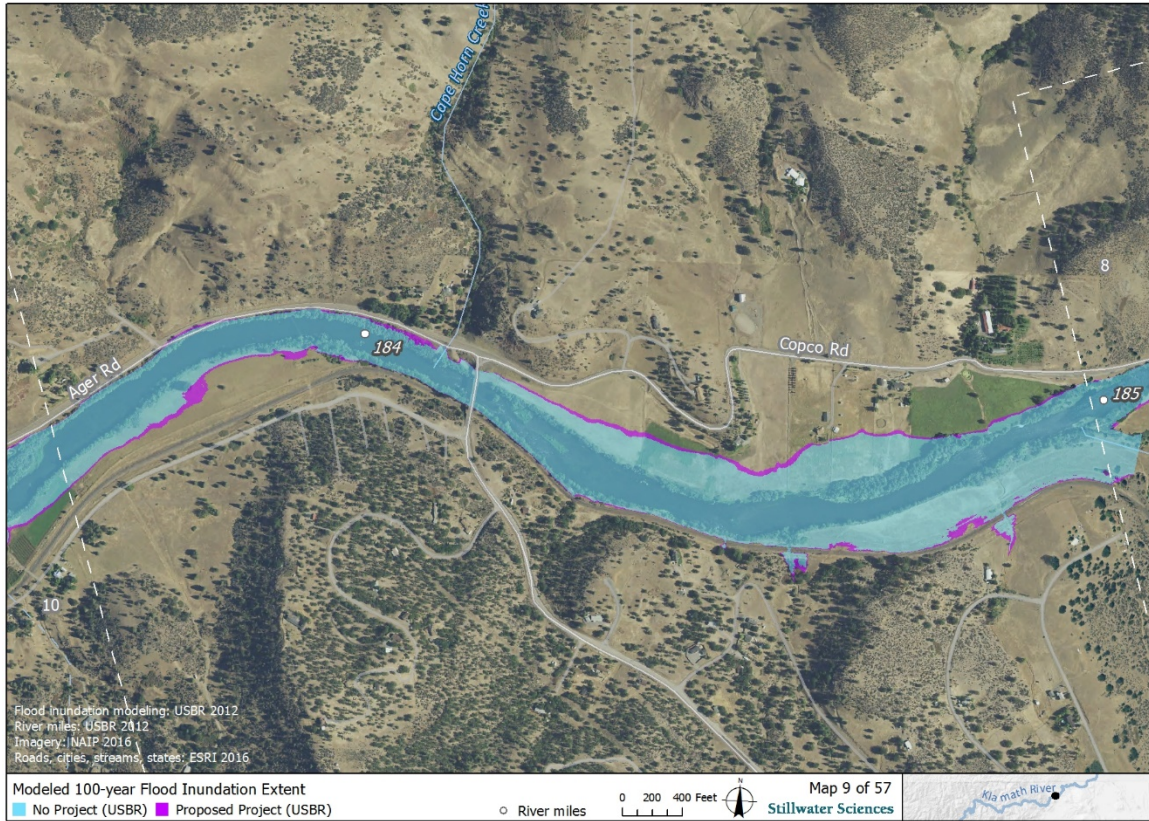 Cape Horn Creek
8
184
Copco Rd
Ager Rd
185
10
Flood inundation modeling: USBR 2012
River miles: USBR 2012
Imagery: NAIP 2016
Roads, cities, streams, states: ESRI 2016
Modeled 100-year Flood Inundation Extent
No Project (USBR) Proposed Project (USBR)
River miles
0 200 400 Feet
N
Map 9 of 57
Stillwater Sciences
Klamath River